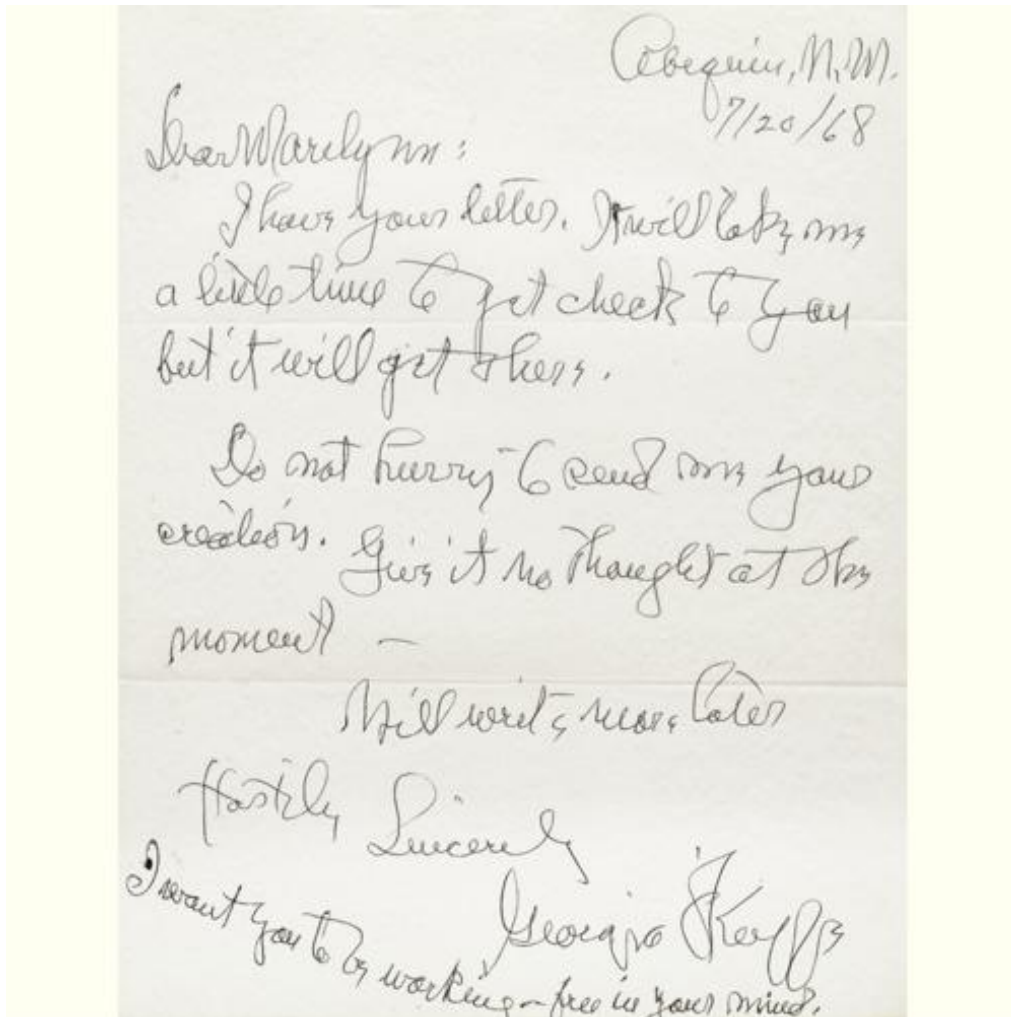 Abiquiu, N.M.
7/20/68
Dear Marilynn:
I have your letter. It will take me
a little time to get check to you
but it will get there.
Do not hurry to send me your
creation. Give it no thought at the
moment —
Will write more later
Hastily Sincerely
Georgia O'Keeffe
I want you to be working - free in your mind.